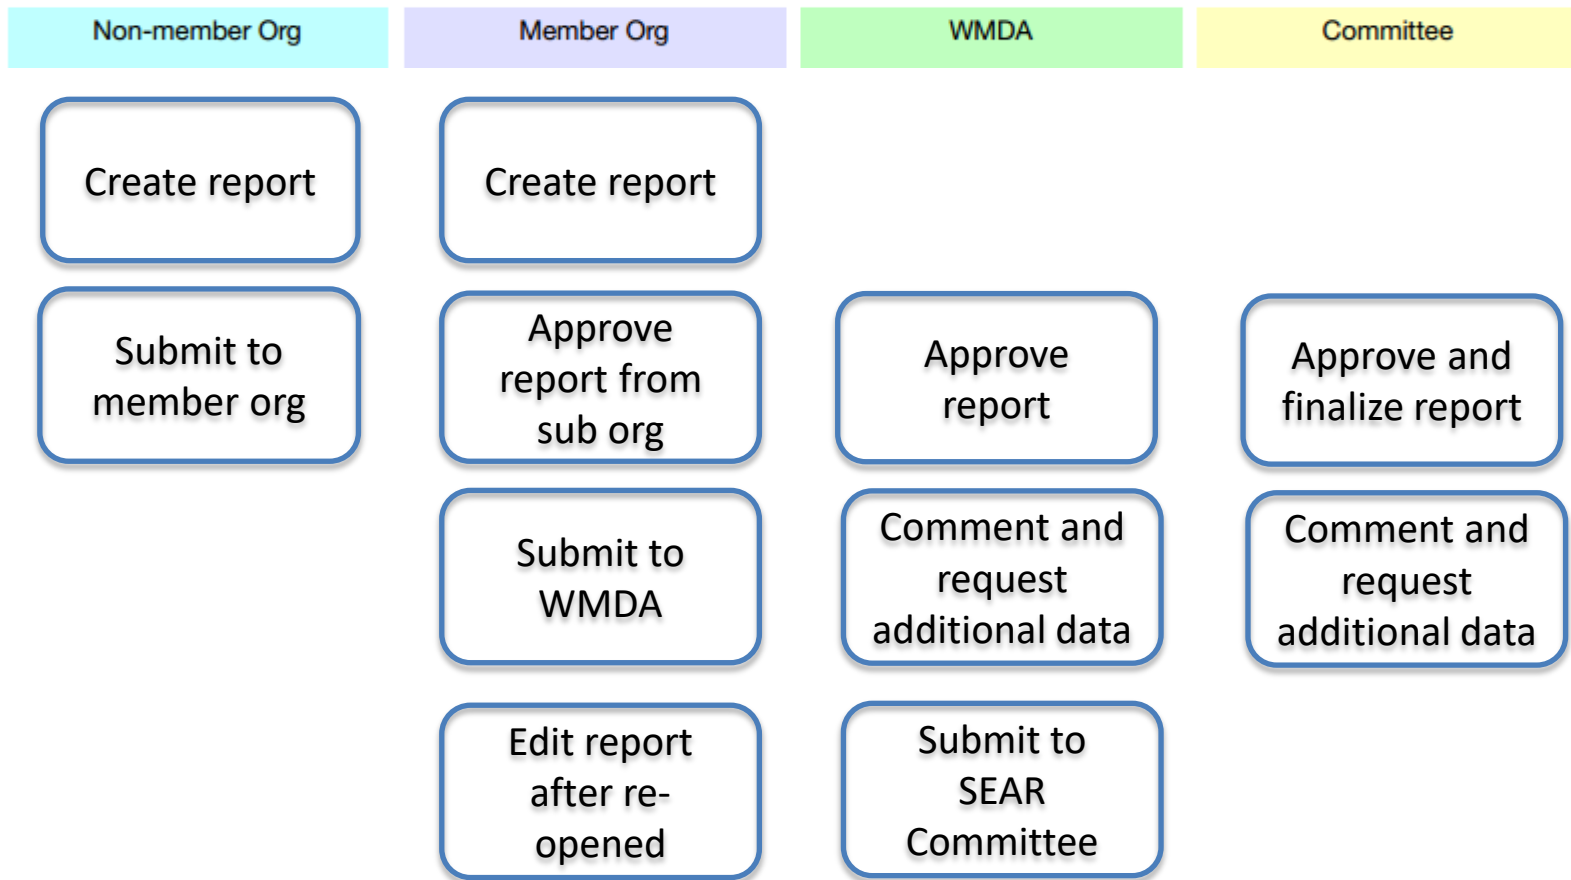 Non-member Org
Member Org
WMDA
Committee
Create report
Create report
Submit to
member org
Approve
report from
sub org
Approve
report
Approve and
finalize report
Submit to
WMDA
Comment and
request
additional data
Comment and
request
additional data
Edit report
after re-
opened
Submit to
SEAR
Committee